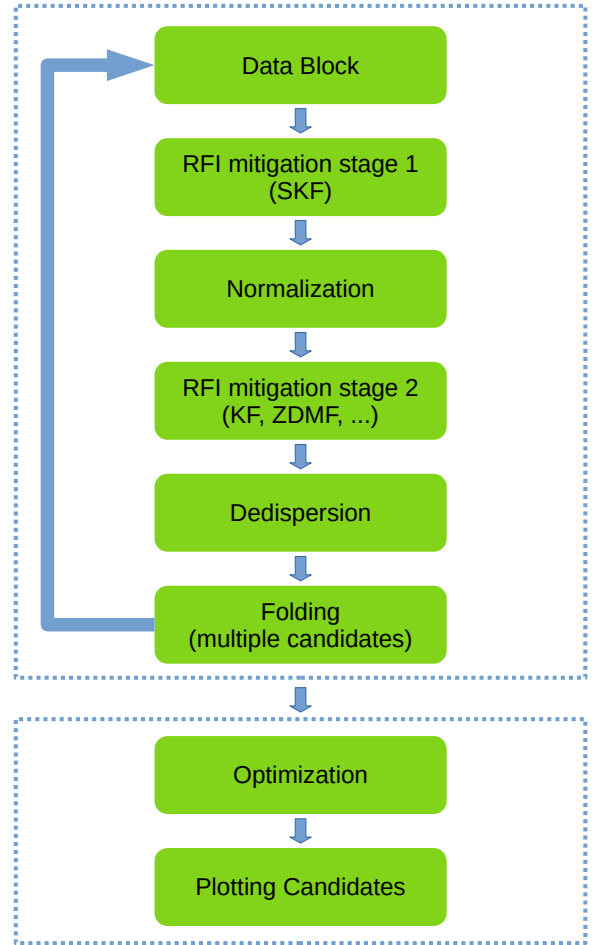 Data Block
RFI mitigation stage 1
(SKF)
Normalization
RFI mitigation stage 2
(KF, ZDMF, ...)
Dedispersion
Folding
(multiple candidates)
Optimization
Plotting Candidates